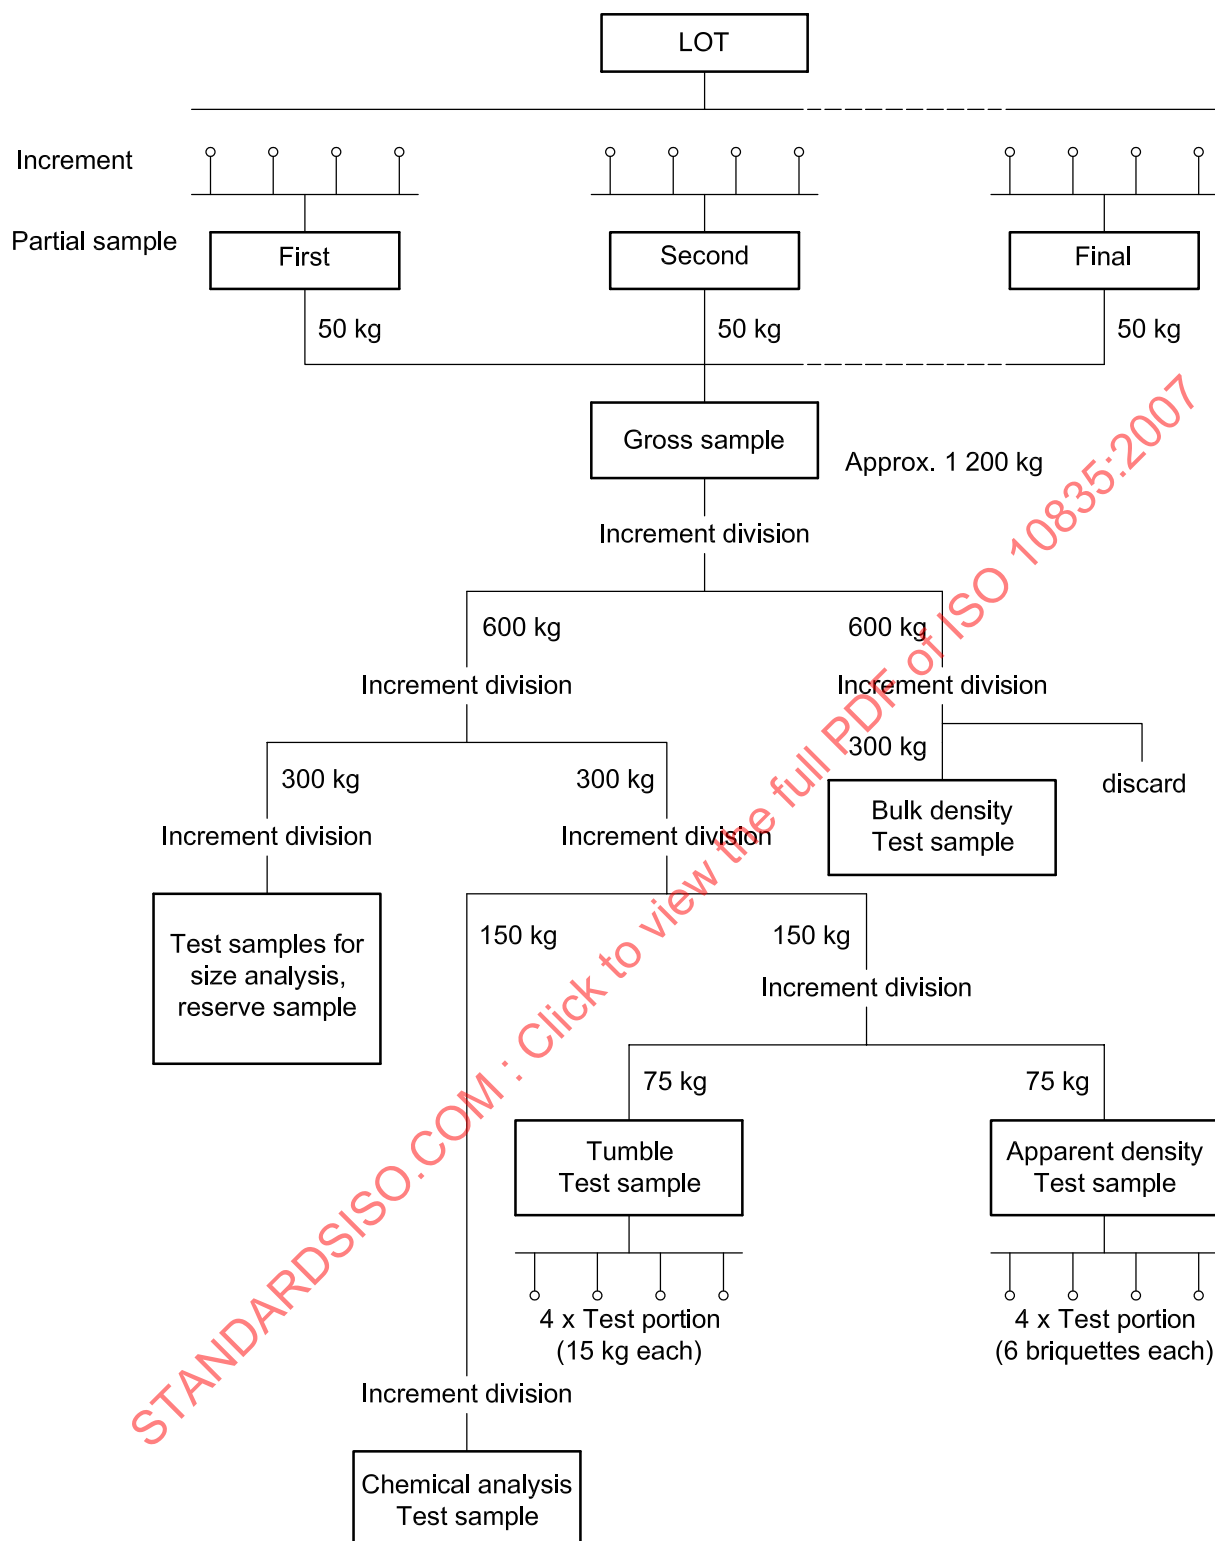 LOT
Increment
Partial sample
First
Second
Final
50 kg
50 kg
50 kg
Gross sample
Approx. 1 200 kg
Increment division
600 kg
600 kg
Increment division
Increment division
300 kg
300 kg
300 kg
discard
Bulk density
Test sample
Increment division
Increment division
Test samples for
size analysis,
reserve sample
150 kg
150 kg
Increment division
75 kg
75 kg
Tumble
Test sample
Apparent density
Test sample
4 x Test portion
(15 kg each)
4 x Test portion
(6 briquettes each)
Increment division
Chemical analysis
Test sample
STANDARDSISO.COM : Click to view the full PDF of ISO 10835:2007